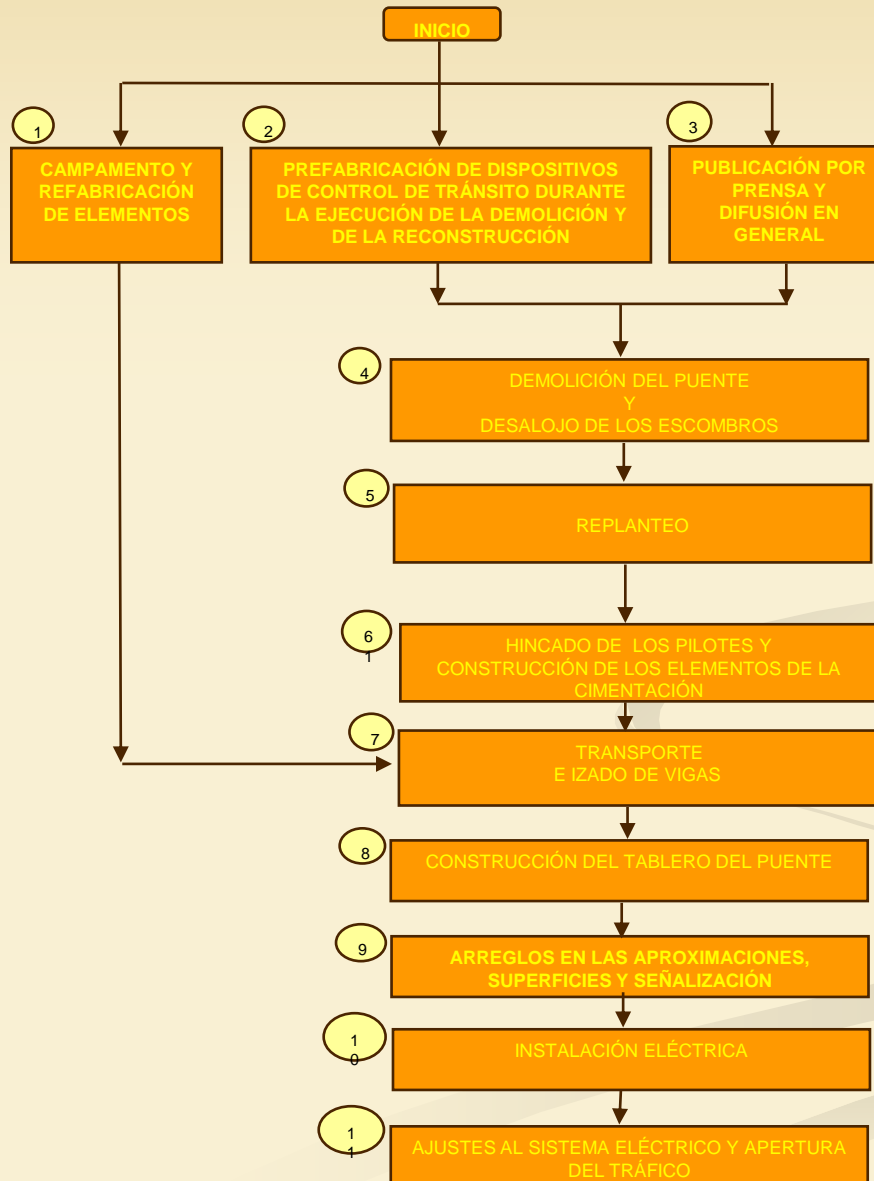 INICIO
1
CAMPAMENTO Y
REFABRICACIÓN
DE ELEMENTOS
2
PREFABRICACIÓN DE DISPOSITIVOS
DE CONTROL DE TRÁNSITO DURANTE
LA EJECUCIÓN DE LA DEMOLICIÓN Y
DE LA RECONSTRUCCIÓN
3
PUBLICACIÓN POR
PRENSA Y
DIFUSIÓN EN
GENERAL
4
DEMOLICIÓN DEL PUENTE
Y
DESALOJO DE LOS ESCOMBROS
5
REPLANTEO
6
1
HINCADO DE LOS PILOTES Y
CONSTRUCCIÓN DE LOS ELEMENTOS DE LA
CIMENTACIÓN
7
TRANSPORTE
E IZADO DE VIGAS
8
CONSTRUCCIÓN DEL TABLERO DEL PUENTE
9
ARREGLOS EN LAS APROXIMACIONES,
SUPERFICIES Y SEÑALIZACIÓN
1
0
INSTALACIÓN ELÉCTRICA
1
1
AJUSTES AL SISTEMA ELÉCTRICO Y APERTURA
DEL TRÁFICO